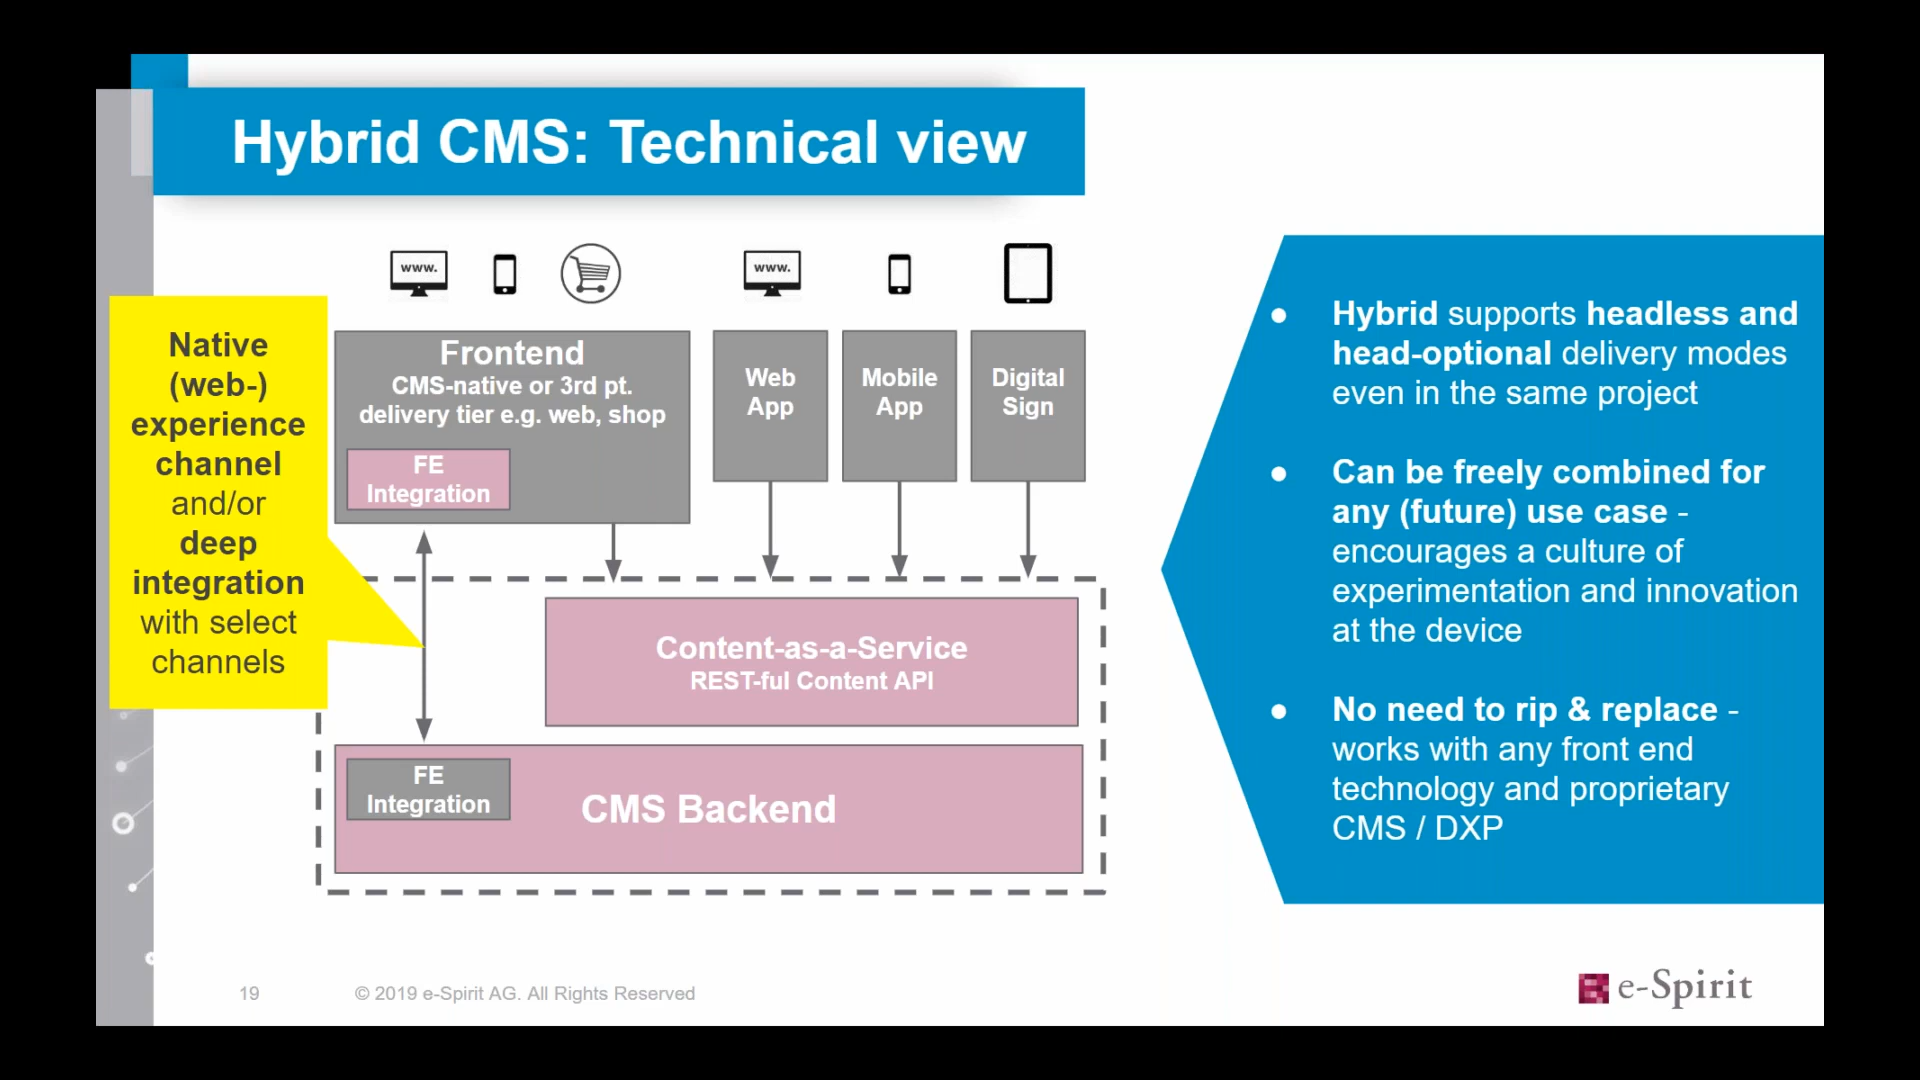 Hybrid CMS: Technical view
www.
www.
Native
(web-)
experience
channel
and/or
deep
integration
with select
channels
Frontend
CMS-native or 3rd pt.
delivery tier e.g. web, shop
FE
Integration
Web
App
Mobile
App
Digital
Sign
Content-as-a-Service
REST-ful Content API
FE
Integration
CMS Backend
● Hybrid supports headless and
head-optional delivery modes
even in the same project
● Can be freely combined for
any (future) use case -
encourages a culture of
experimentation and innovation
at the device
● No need to rip & replace -
works with any front end
technology and proprietary
CMS / DXP
19
© 2019 e-Spirit AG. All Rights Reserved
e-Spirit